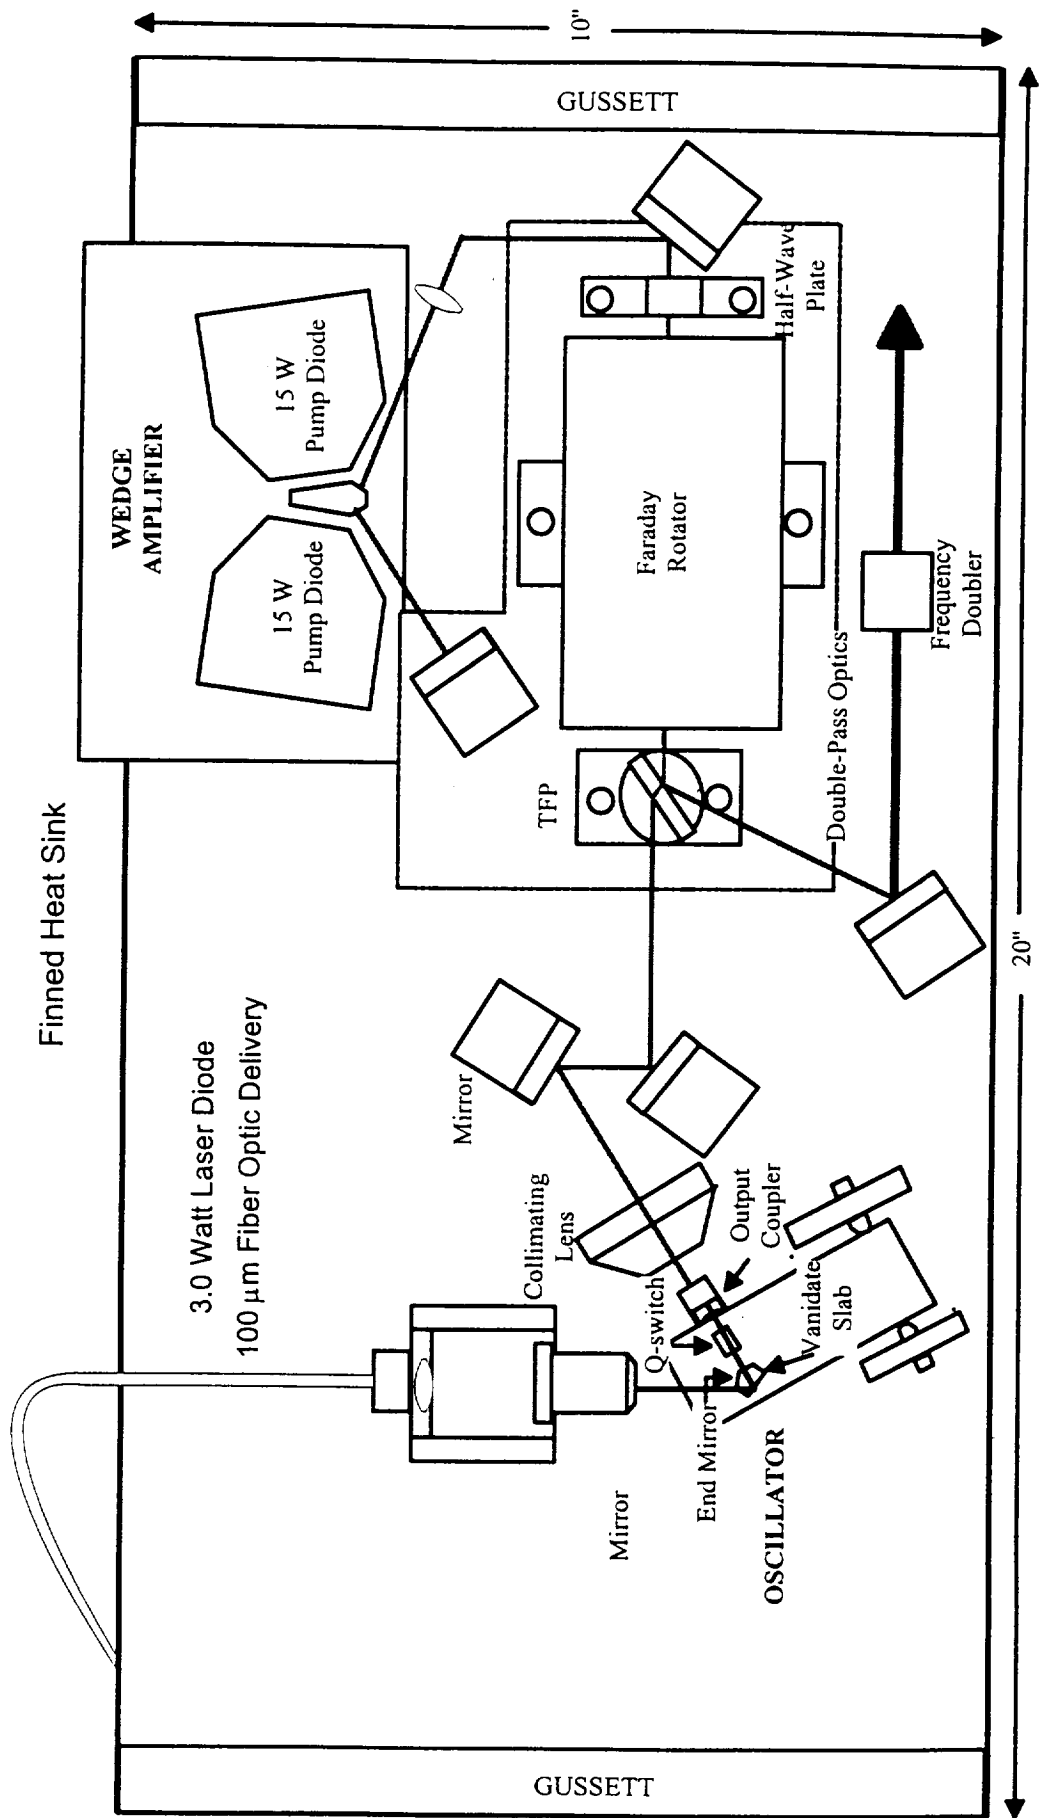 Finned Heat Sink
10"
GUSSETT
WEDGE
AMPLIFIER
15 W
Pump Diode
15 W
Pump Diode
3.0 Watt Laser Diode
100 µm Fiber Optic Delivery
Mirror
TFP
Faraday
Rotator
Half-Wave
Plate
Collimating
Lens
Q-switch
Output
Coupler
End Mirror
Vanidate
Slab
Mirror
OSCILLATOR
Double-Pass Optics
Frequency
Doubler
GUSSETT
20"